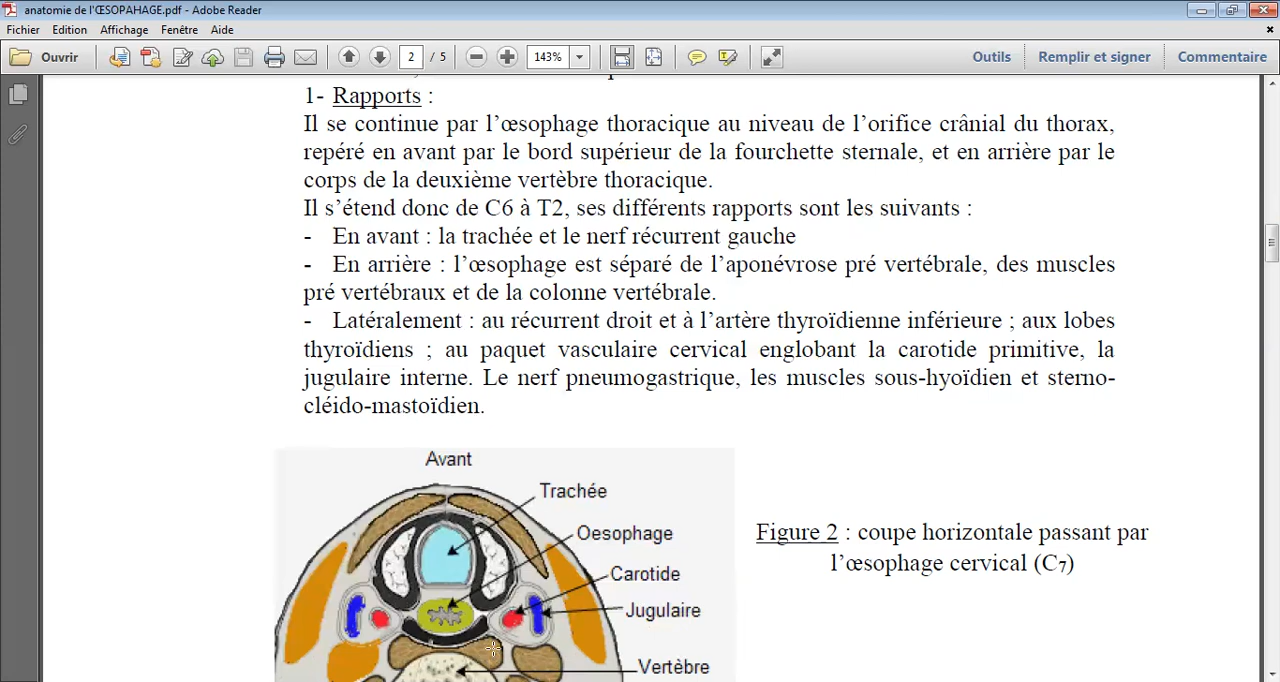 anatomie de l'ŒSOPAHAGE.pdf - Adobe Reader
Fichier Edition Affichage Fenêtre Aide
Ouvrir 2 / 5 143% Outils Remplir et signer Commentaire
1- Rapports :
Il se continue par l’œsophage thoracique au niveau de l’orifice crânial du thorax,
repéré en avant par le bord supérieur de la fourchette sternale, et en arrière par le
corps de la deuxième vertèbre thoracique.
Il s’étend donc de C6 à T2, ses différents rapports sont les suivants :
- En avant : la trachée et le nerf récurrent gauche
- En arrière : l’œsophage est séparé de l’aponévrose pré vertébrale, des muscles
pré vertébraux et de la colonne vertébrale.
- Latéralement : au récurrent droit et à l’artère thyroïdienne inférieure ; aux lobes
thyroïdiens ; au paquet vasculaire cervical englobant la carotide primitive, la
jugulaire interne. Le nerf pneumogastrique, les muscles sous-hyoïdien et sterno-
cléido-mastoïdien.
Avant
Trachée
Oesophage
Carotide
Jugulaire
Vertèbre
Figure 2 : coupe horizontale passant par
l’œsophage cervical (C₇)